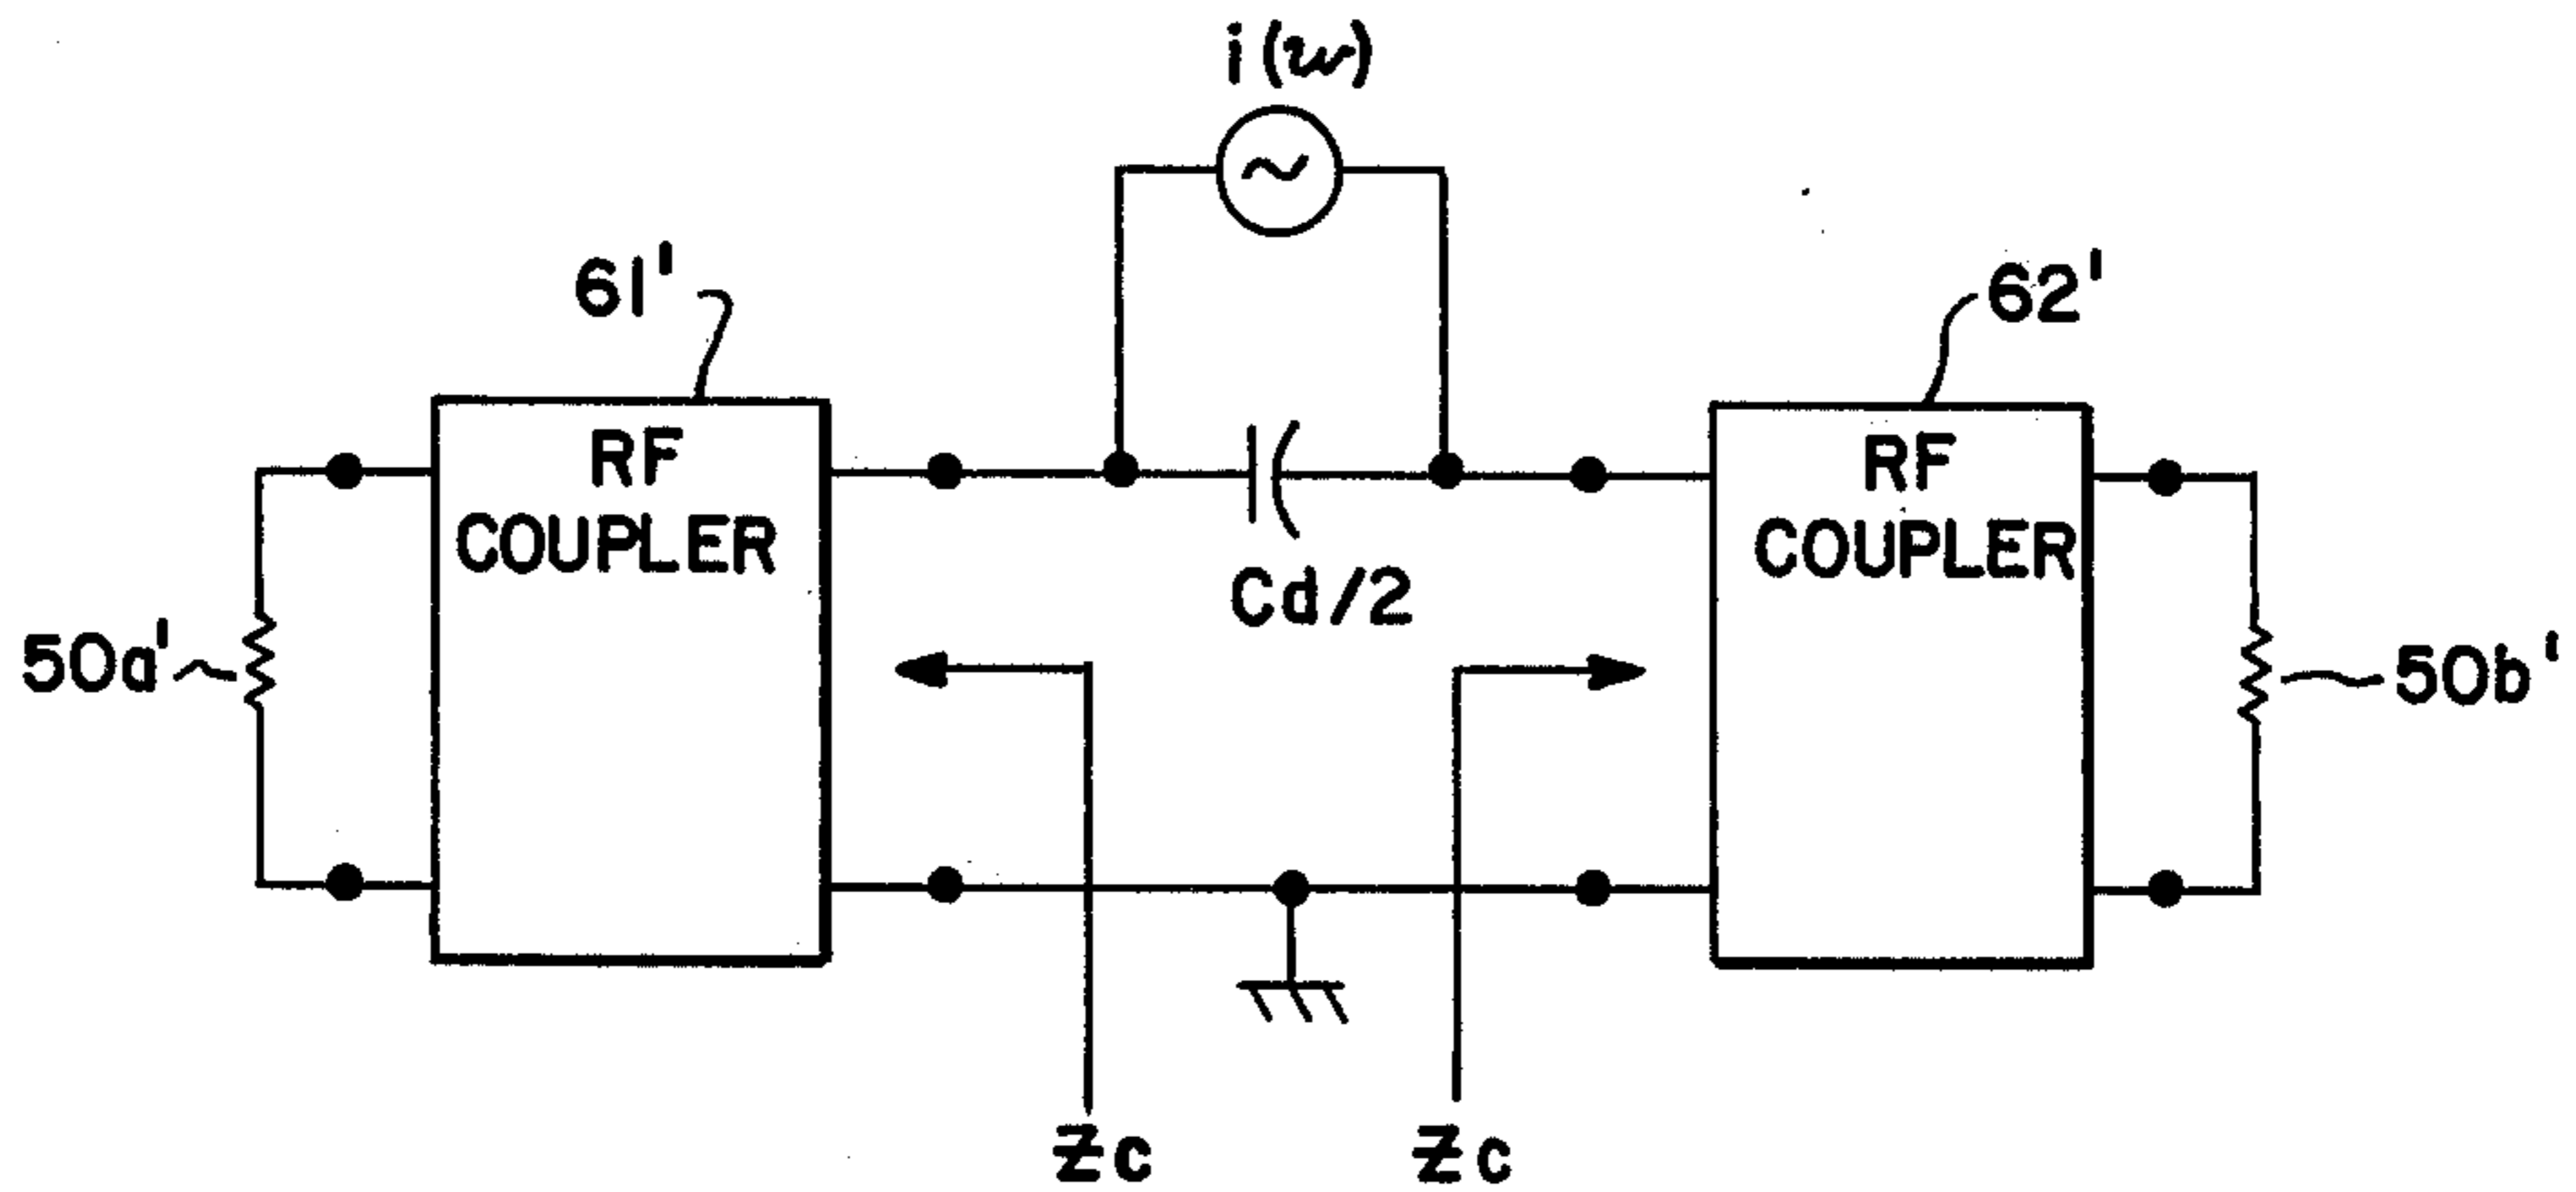 i(w)
61'
62'
RF
COUPLER
RF
COUPLER
Cd/2
50a'
50b'
Zc
Zc